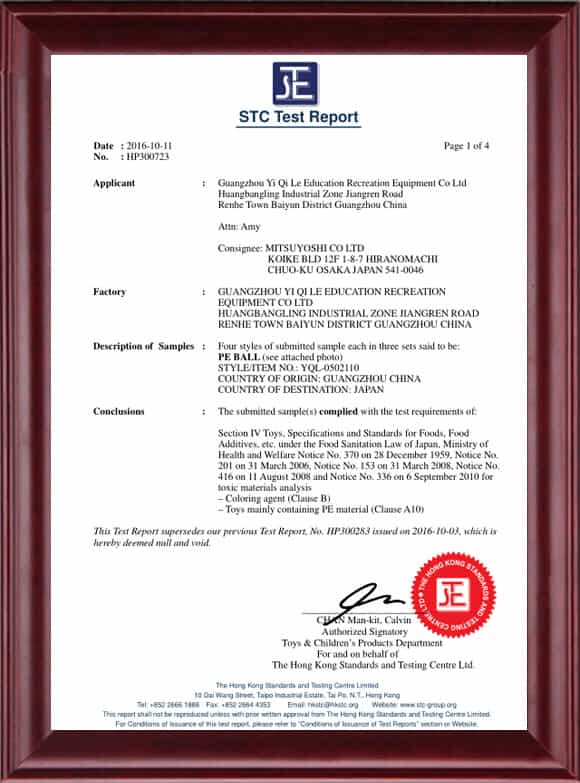 STC Test Report
Date : 2016-10-11 Page 1 of 4
No. : HP300723
Applicant : Guangzhou Yi Qi Le Education Recreation Equipment Co Ltd
Huangbangling Industrial Zone Jiangren Road
Renhe Town Baiyun District Guangzhou China
Attn: Amy
Consignee: MITSUYOSHI CO LTD
KOIKE BLD 12F 1-8-7 HIRANOMACHI
CHUO-KU OSAKA JAPAN 541-0046
Factory : GUANGZHOU YI QI LE EDUCATION RECREATION
EQUIPMENT CO LTD
HUANGBANGLING INDUSTRIAL ZONE JIANGREN ROAD
RENHE TOWN BAIYUN DISTRICT GUANGZHOU CHINA
Description of Samples : Four styles of submitted sample each in three sets said to be:
PE BALL (see attached photo)
STYLE/ITEM NO.: YQL-0502110
COUNTRY OF ORIGIN: GUANGZHOU CHINA
COUNTRY OF DESTINATION: JAPAN
Conclusions : The submitted sample(s) complied with the test requirements of:
Section IV Toys, Specifications and Standards for Foods, Food
Additives, etc. under the Food Sanitation Law of Japan, Ministry of
Health and Welfare Notice No. 370 on 28 December 1959, Notice No.
201 on 31 March 2006, Notice No. 153 on 31 March 2008, Notice No.
416 on 11 August 2008 and Notice No. 336 on 6 September 2010 for
toxic materials analysis
– Coloring agent (Clause B)
– Toys mainly containing PE material (Clause A10)
This Test Report supersedes our previous Test Report, No. HP300283 issued on 2016-10-03, which is
hereby deemed null and void.
THE HONG KONG STANDARDS AND TESTING CENTRE LTD
CHAN Man-kit, Calvin
Authorized Signatory
Toys & Children's Products Department
For and on behalf of
The Hong Kong Standards and Testing Centre Ltd.
The Hong Kong Standards and Testing Centre Limited
10 Dai Wang Street, Taipo Industrial Estate, Tai Po, N.T., Hong Kong
Tel: +852 2666 1888 Fax: +852 2664 4353 Email: hkstc@hkstc.org Website: www.stc-group.org
This report shall not be reproduced unless with prior written approval from The Hong Kong Standards and Testing Centre Limited.
For Conditions of Issuance of this test report, please refer to "Conditions of Issuance of Test Reports" section or Website.